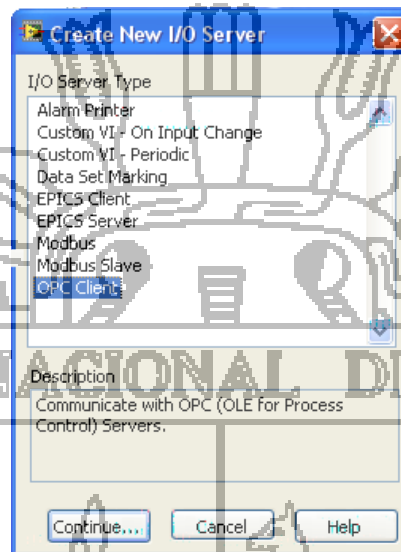 Create New I/O Server
I/O Server Type
Alarm Printer
Custom VI - On Input Change
Custom VI - Periodic
Data Set Marking
EPICS Client
EPICS Server
Modbus
Modbus Slave
OPC Client
NACIONAL
Description
Communicate with OPC (OLE for Process
Control) Servers.
Continue... Cancel Help